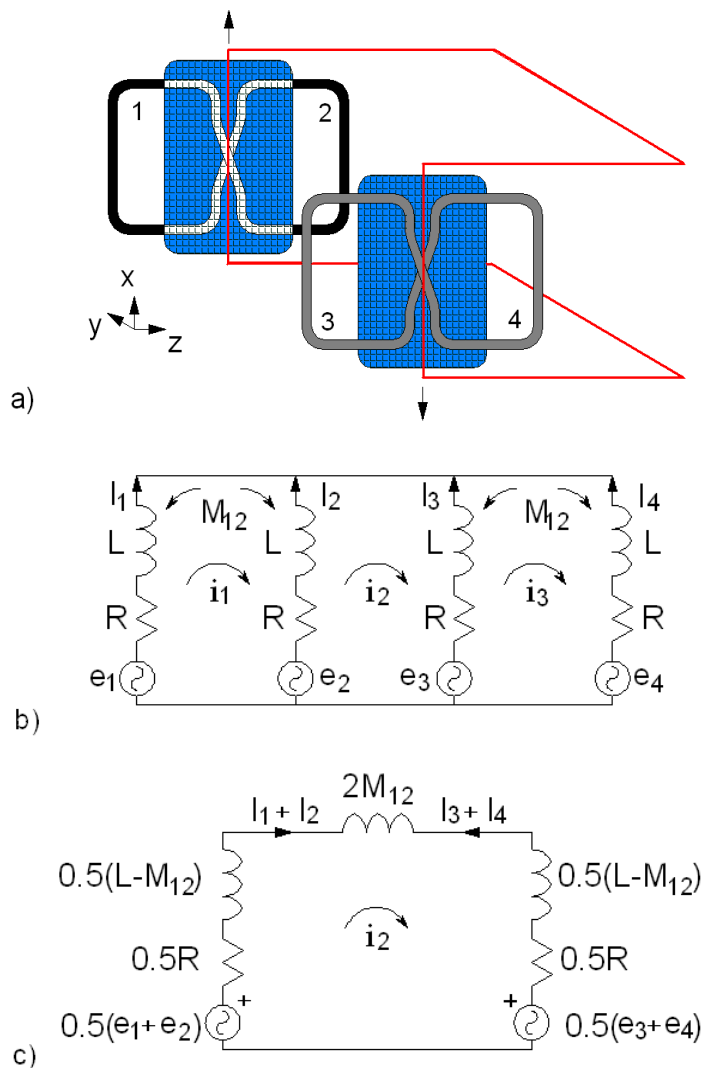 1 2
3 4
x
y z
a)
I₁ I₂ I₃ I₄
M₁₂ M₁₂
L L L L
i₁ i₂ i₃
R R R R
e₁ e₂ e₃ e₄
b)
2M₁₂
I₁ + I₂ I₃ + I₄
0.5(L-M₁₂) 0.5(L-M₁₂)
i₂
0.5R 0.5R
+ +
0.5(e₁+e₂) 0.5(e₃+e₄)
c)